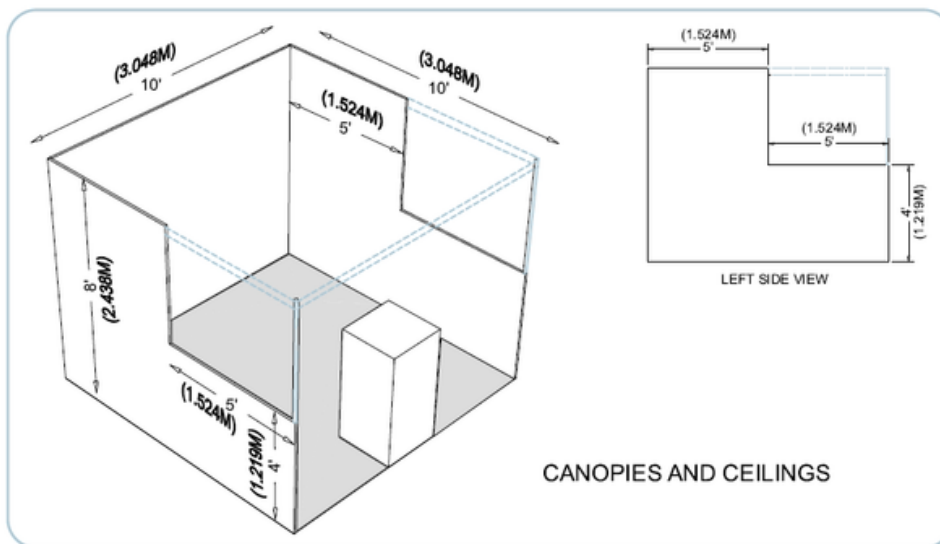 (3.048M)
10'
(3.048M)
10'
(1.524M)
5'
8'
(2.438M)
5'
(1.524M)
4'
(1.219M)
(1.524M)
5'
(1.524M)
5'
4'
(1.219M)
LEFT SIDE VIEW
CANOPIES AND CEILINGS